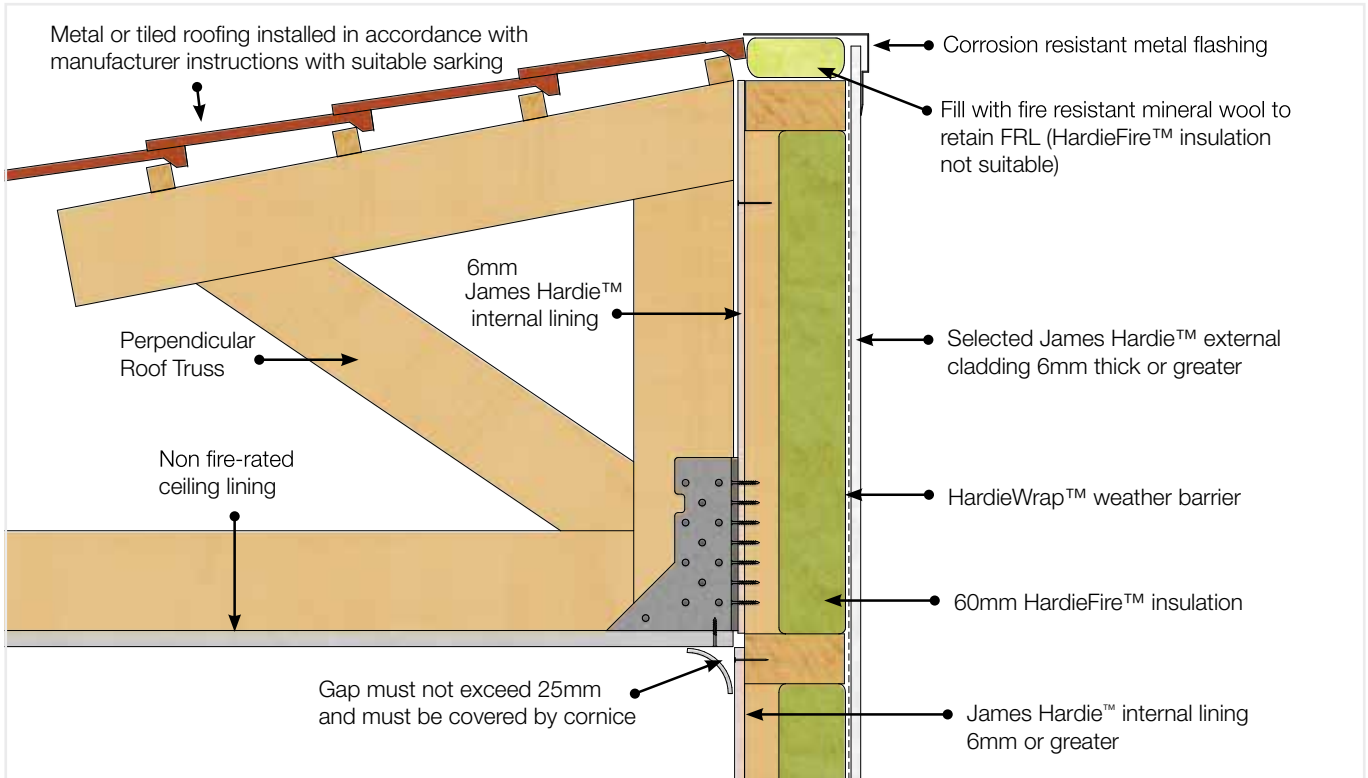 Metal or tiled roofing installed in accordance with
manufacturer instructions with suitable sarking
Corrosion resistant metal flashing
Fill with fire resistant mineral wool to
retain FRL (HardieFire™ insulation
not suitable)
6mm
James Hardie™
internal lining
Perpendicular
Roof Truss
Selected James Hardie™ external
cladding 6mm thick or greater
Non fire-rated
ceiling lining
HardieWrap™ weather barrier
60mm HardieFire™ insulation
Gap must not exceed 25mm
and must be covered by cornice
James Hardie™ internal lining
6mm or greater